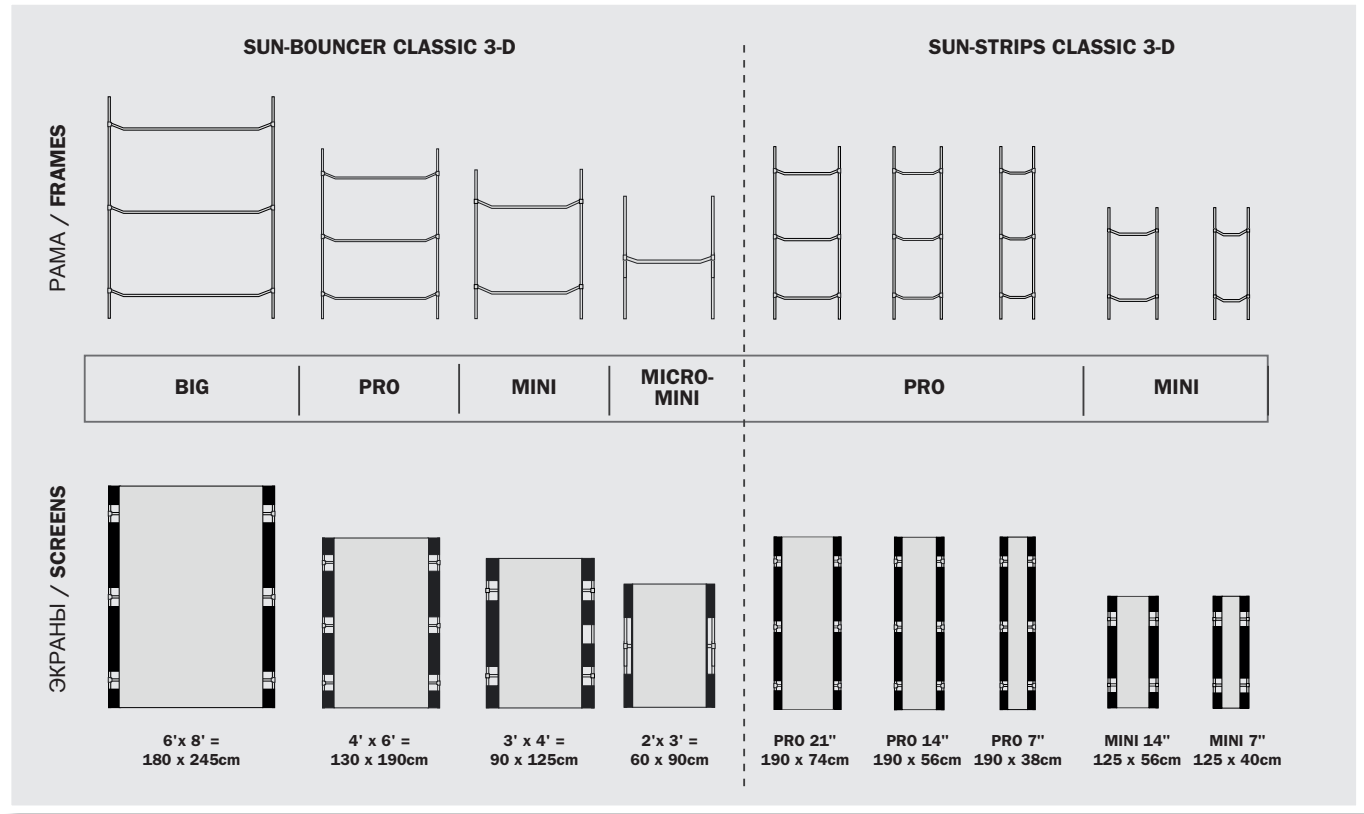 SUN-BOUNCER CLASSIC 3-D
SUN-STRIPS CLASSIC 3-D
РАМА / FRAMES
BIG
PRO
MINI
MICRO-
MINI
PRO
MINI
ЭКРАНЫ / SCREENS
6'x 8' =
180 x 245cm
4' x 6' =
130 x 190cm
3' x 4' =
90 x 125cm
2'x 3' =
60 x 90cm
PRO 21"
190 x 74cm
PRO 14"
190 x 56cm
PRO 7"
190 x 38cm
MINI 14"
125 x 56cm
MINI 7"
125 x 40cm